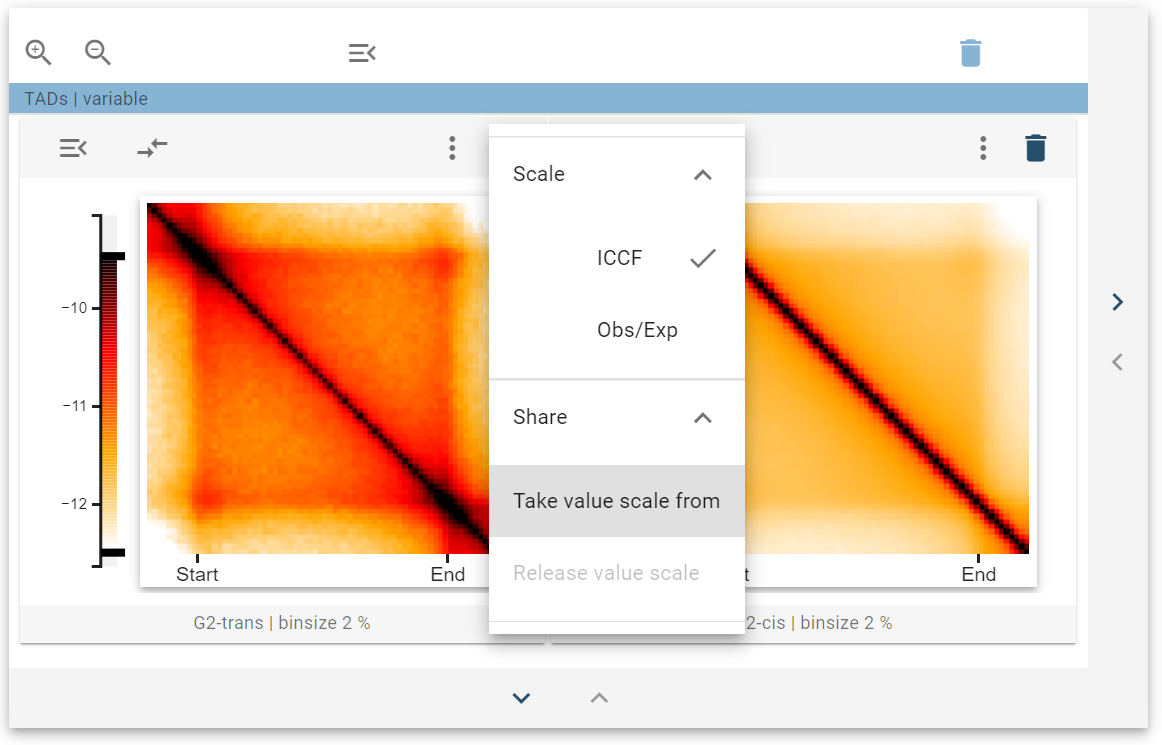 TADs | variable
Scale
ICCF
Obs/Exp
Share
Take value scale from
Release value scale
−10
−11
−12
Start
End
t
End
G2-trans | binsize 2 %
2-cis | binsize 2 %